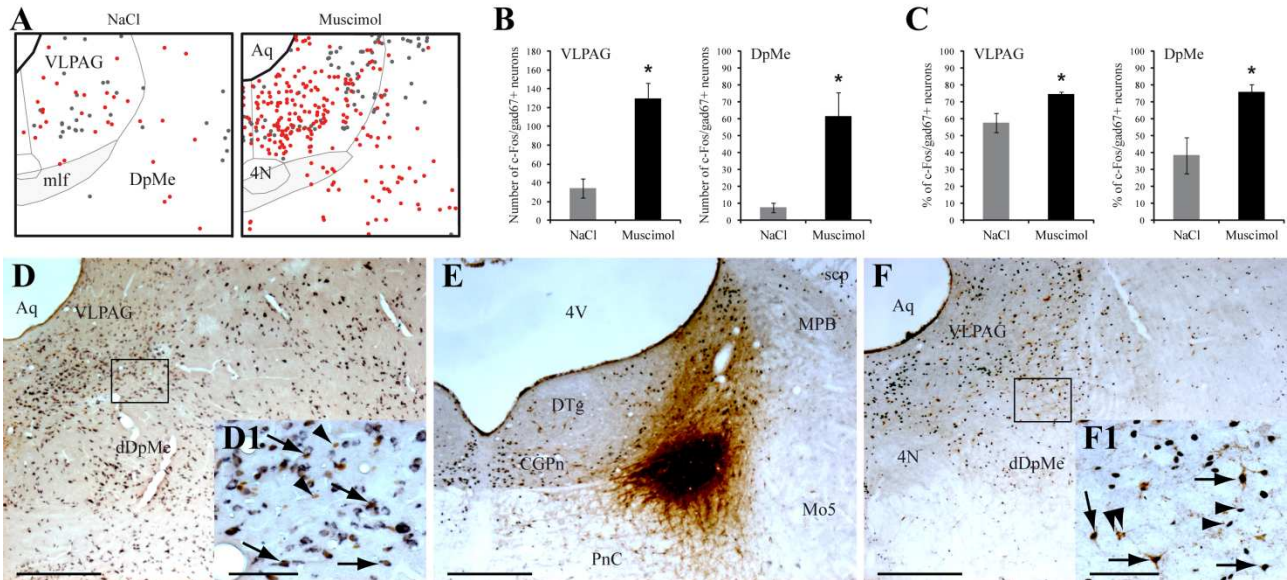 A
NaCl
Muscimol
VLPAG
mlf
DpMe
Aq
4N
B
VLPAG
Number of c-Fos/gad67+ neurons
180
160
140
120
100
80
60
40
20
0
*
NaCl
Muscimol
DpMe
Number of c-Fos/gad67+ neurons
100
90
80
70
60
50
40
30
20
10
0
*
NaCl
Muscimol
C
VLPAG
% of c-Fos/gad67+ neurons
100
90
80
70
60
50
40
30
20
10
0
*
NaCl
Muscimol
DpMe
% of c-Fos/gad67+ neurons
100
90
80
70
60
50
40
30
20
10
0
*
NaCl
Muscimol
D
Aq
VLPAG
dDpMe
D1
E
4V
scp
MPB
DTg
CGPn
Mo5
PnC
F
Aq
VLPAG
4N
dDpMe
F1